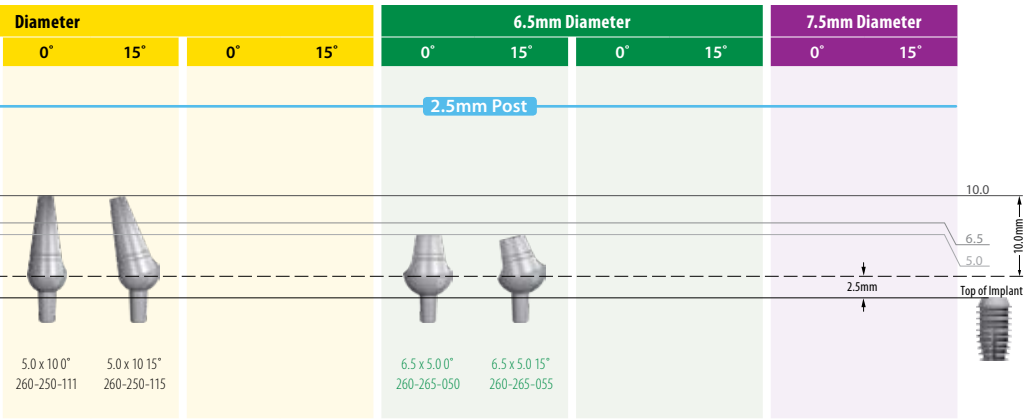 Diameter
6.5mm Diameter
7.5mm Diameter
0˚ 15˚ 0˚ 15˚ 0˚ 15˚ 0˚ 15˚ 0˚ 15˚
2.5mm Post
10.0
6.5
5.0
10.0mm
2.5mm
Top of Implant
5.0 x 10 0˚ 5.0 x 10 15˚ 6.5 x 5.0 0˚ 6.5 x 5.0 15˚
260-250-111 260-250-115 260-265-050 260-265-055